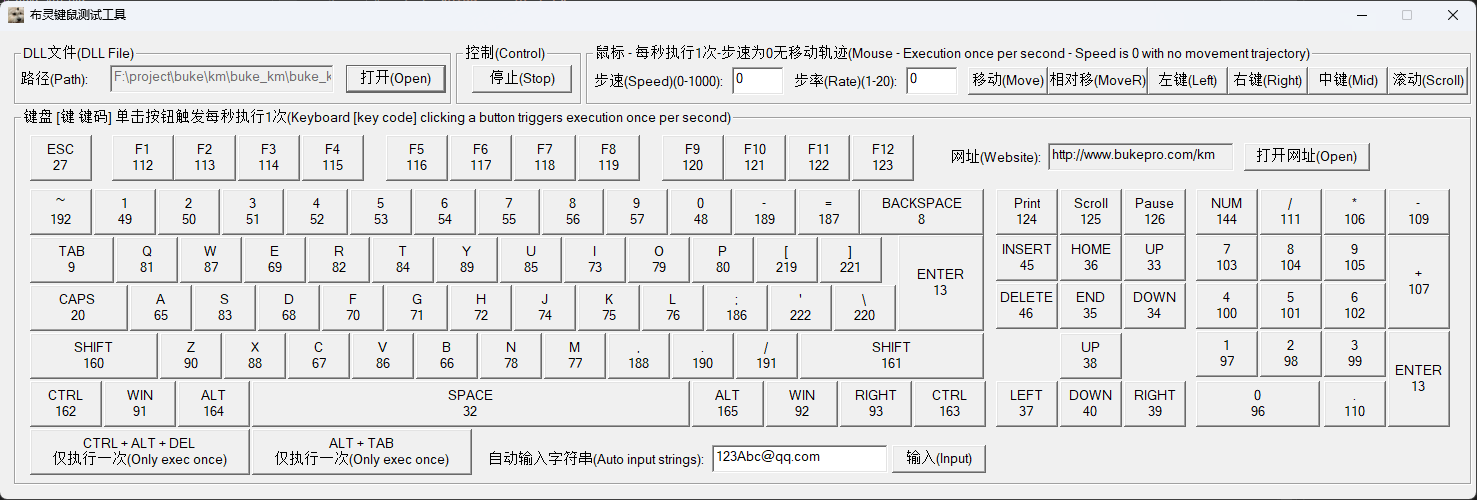 布灵键鼠测试工具
DLL文件(DLL File)
路径(Path):
F:\project\buke\km\buke_km\buke_k
打开(Open)
控制(Control)
停止(Stop)
鼠标 - 每秒执行1次-步速为0无移动轨迹(Mouse - Execution once per second - Speed is 0 with no movement trajectory)
步速(Speed)(0-1000):
0
步率(Rate)(1-20):
0
移动(Move)
相对移(MoveR)
左键(Left)
右键(Right)
中键(Mid)
滚动(Scroll)
键盘 [键 键码] 单击按钮触发每秒执行1次(Keyboard [key code] clicking a button triggers execution once per second)
ESC
27
F1
112
F2
113
F3
114
F4
115
F5
116
F6
117
F7
118
F8
119
F9
120
F10
121
F11
122
F12
123
网址(Website):
http://www.bukepro.com/km
打开网址(Open)
~
192
1
49
2
50
3
51
4
52
5
53
6
54
7
55
8
56
9
57
0
48
-
189
=
187
BACKSPACE
8
Print
124
Scroll
125
Pause
126
NUM
144
/
111
*
106
-
109
TAB
9
Q
81
W
87
E
69
R
82
T
84
Y
89
U
85
I
73
O
79
P
80
[
219
]
221
ENTER
13
INSERT
45
HOME
36
UP
33
7
103
8
104
9
105
+
107
CAPS
20
A
65
S
83
D
68
F
70
G
71
H
72
J
74
K
75
L
76
;
186
'
222
\
220
DELETE
46
END
35
DOWN
34
4
100
5
101
6
102
SHIFT
160
Z
90
X
88
C
67
V
86
B
66
N
78
M
77
,
188
.
190
/
191
SHIFT
161
UP
38
1
97
2
98
3
99
ENTER
13
CTRL
162
WIN
91
ALT
164
SPACE
32
ALT
165
WIN
92
RIGHT
93
CTRL
163
LEFT
37
DOWN
40
RIGHT
39
0
96
.
110
CTRL + ALT + DEL
仅执行一次(Only exec once)
ALT + TAB
仅执行一次(Only exec once)
自动输入字符串(Auto input strings):
123Abc@qq.com
输入(Input)